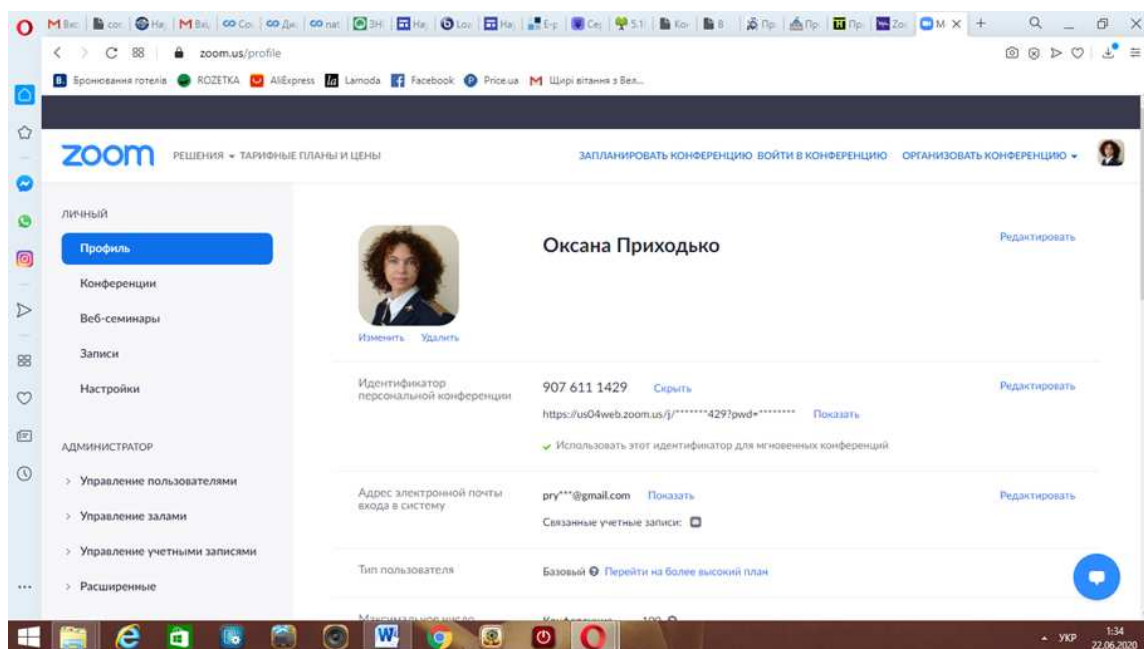 zoom.us/profile
Бронювання готелів ROZETKA AliExpress Lamoda Facebook Price.ua Щирі вітання з Вел...
zoom РЕШЕНИЯ ТАРИФНЫЕ ПЛАНЫ И ЦЕНЫ ЗАПЛАНИРОВАТЬ КОНФЕРЕНЦИЮ ВОЙТИ В КОНФЕРЕНЦИЮ ОРГАНИЗОВАТЬ КОНФЕРЕНЦИЮ
ЛИЧНЫЙ
Профиль
Конференции
Веб-семинары
Записи
Настройки
АДМИНИСТРАТОР
Управление пользователями
Управление залами
Управление учетными записями
Расширенные
Оксана Приходько Редактировать
Изменить Удалить
Идентификатор персональной конференции
907 611 1429 Скрыть Редактировать
https://us04web.zoom.us/j/*******429?pwd=******** Показать
Использовать этот идентификатор для мгновенных конференций
Адрес электронной почты входа в систему
pry***@gmail.com Показать Редактировать
Связанные учетные записи:
Тип пользователя Базовый Перейти на более высокий план
УКР 1:34
22.06.2020